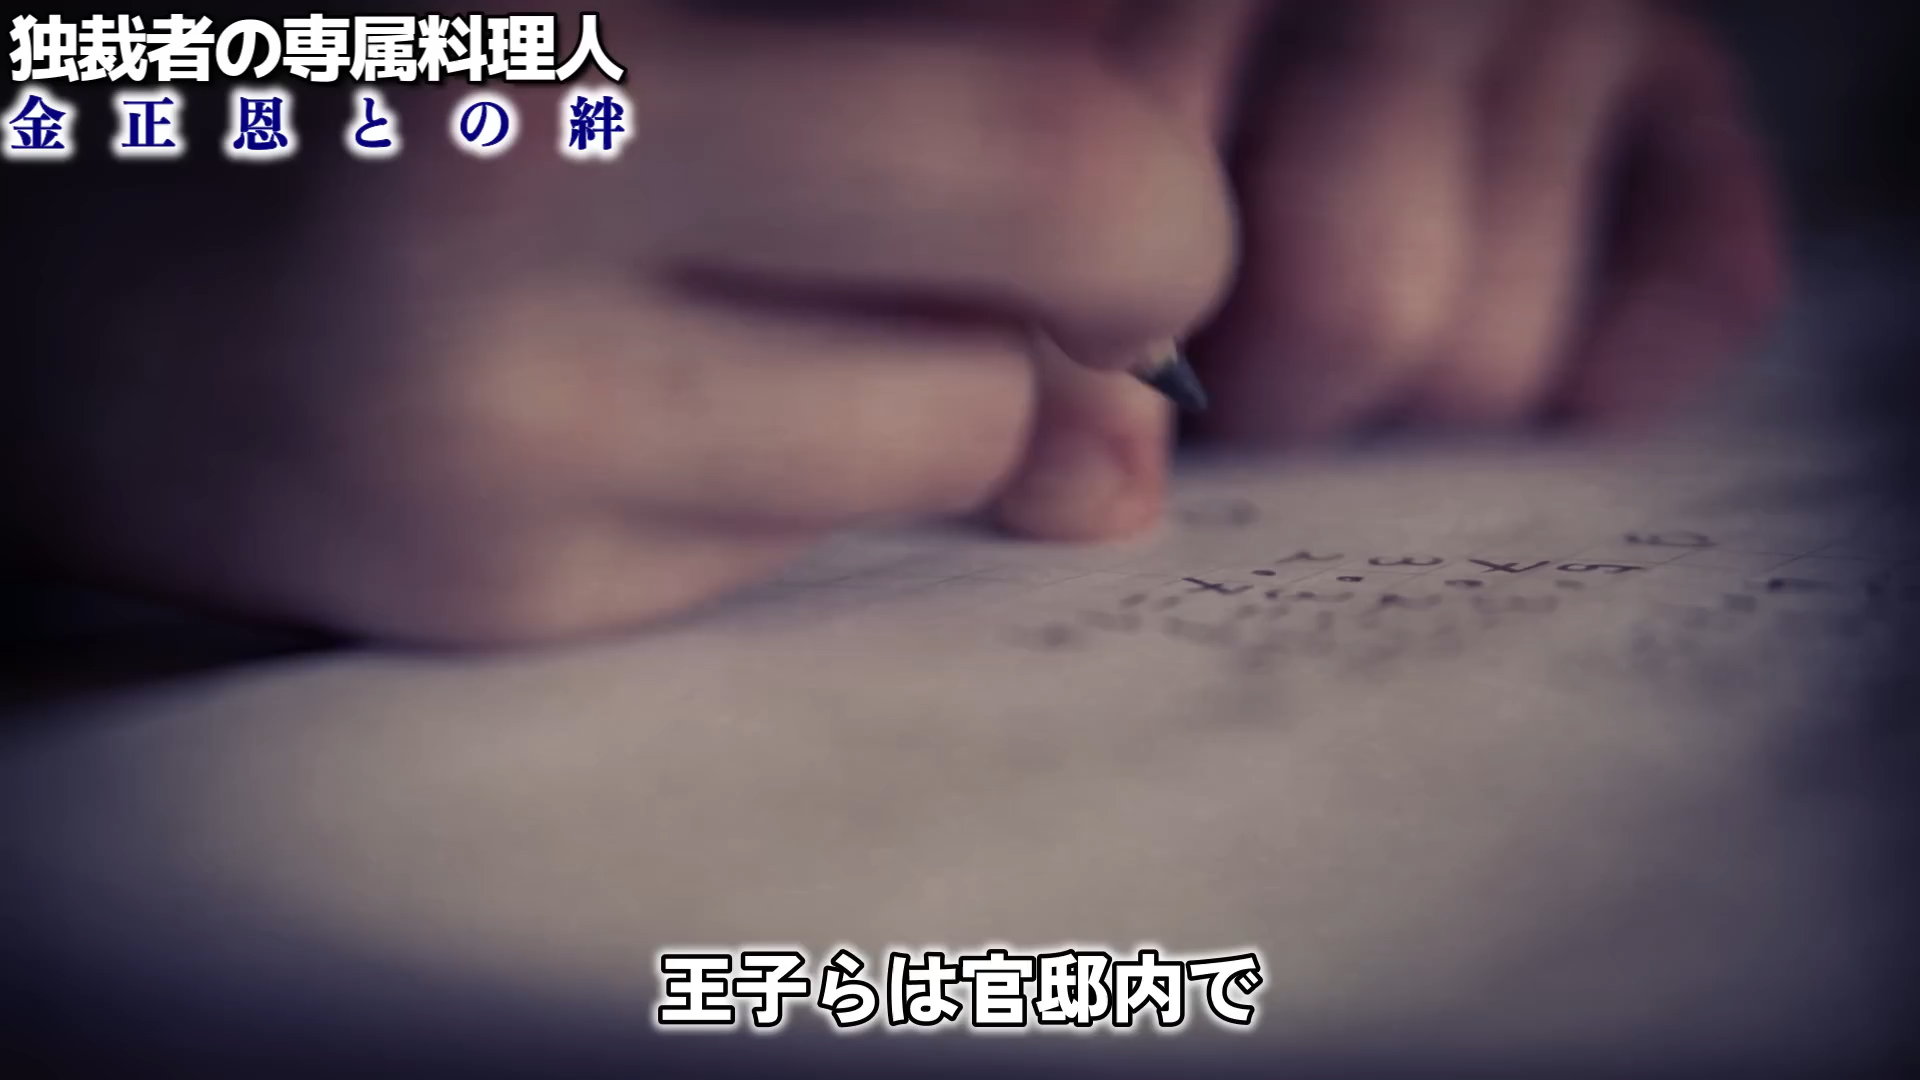 独裁者の専属料理人
金正恩との絆
王子らは官邸内で